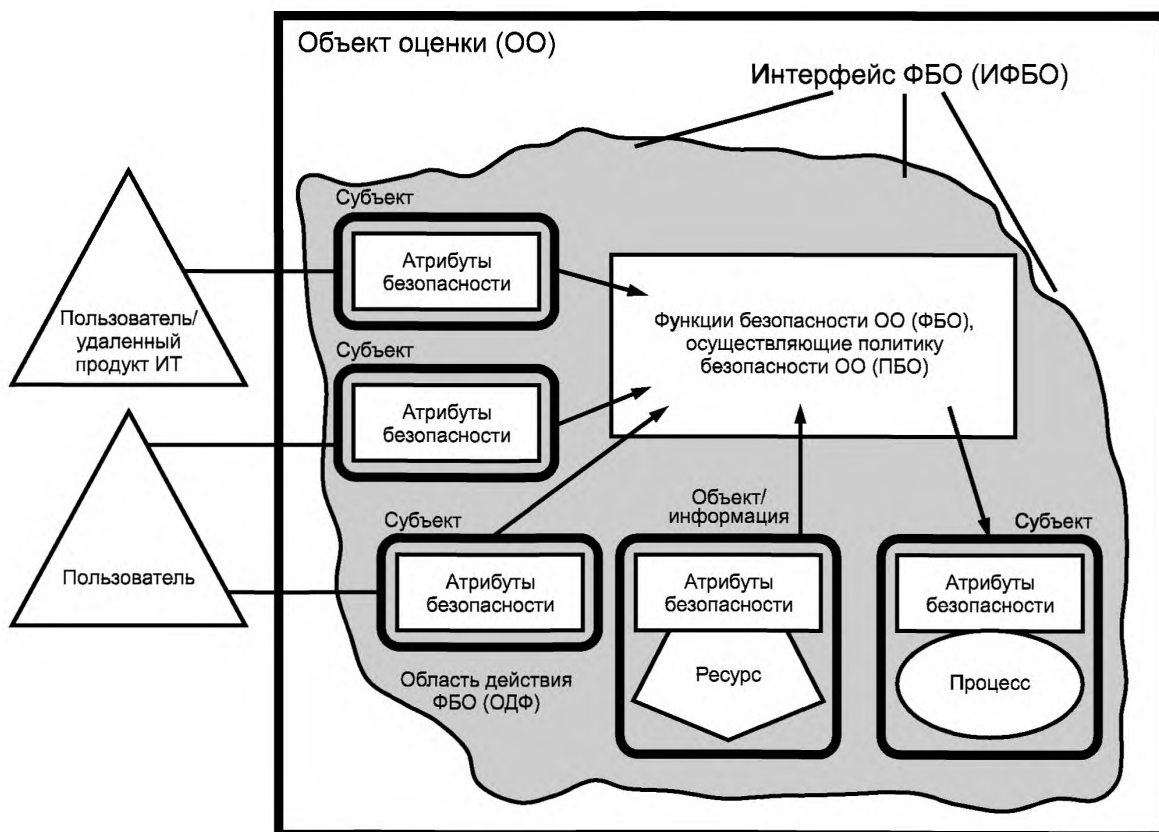 Объект оценки (ОО)
Интерфейс ФБО (ИФБО)
Субъект
Атрибуты
безопасности
Пользователь/
удаленный
продукт ИТ
Функции безопасности ОО (ФБО),
осуществляющие политику
безопасности ОО (ПБО)
Субъект
Атрибуты
безопасности
Объект/
информация
Субъект
Субъект
Пользователь
Атрибуты
безопасности
Атрибуты
безопасности
Атрибуты
безопасности
Область действия
ФБО (ОДФ)
Ресурс
Процесс